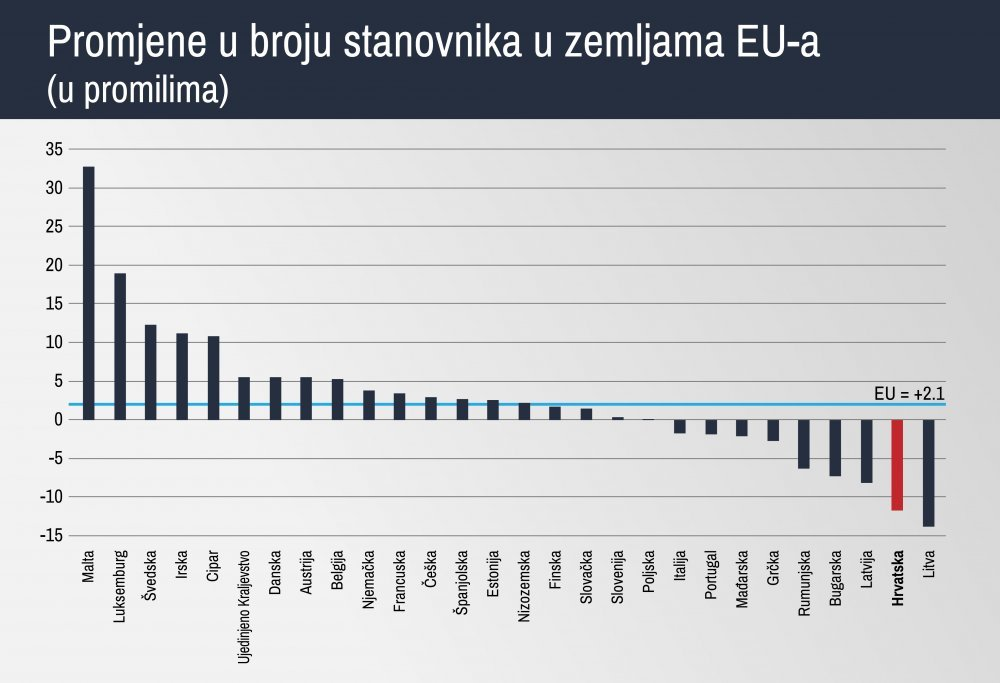 Promjene u broju stanovnika u zemljama EU-a
(u promilima)
35
30
25
20
15
10
5
0
-5
-10
-15
EU = +2.1
Malta
Luksemburg
Švedska
Irska
Cipar
Ujedinjeno Kraljevstvo
Danska
Austrija
Belgija
Njemačka
Francuska
Češka
Španjolska
Estonija
Nizozemska
Finska
Slovačka
Slovenija
Poljska
Italija
Portugal
Mađarska
Grčka
Rumunjska
Bugarska
Latvija
Hrvatska
Litva